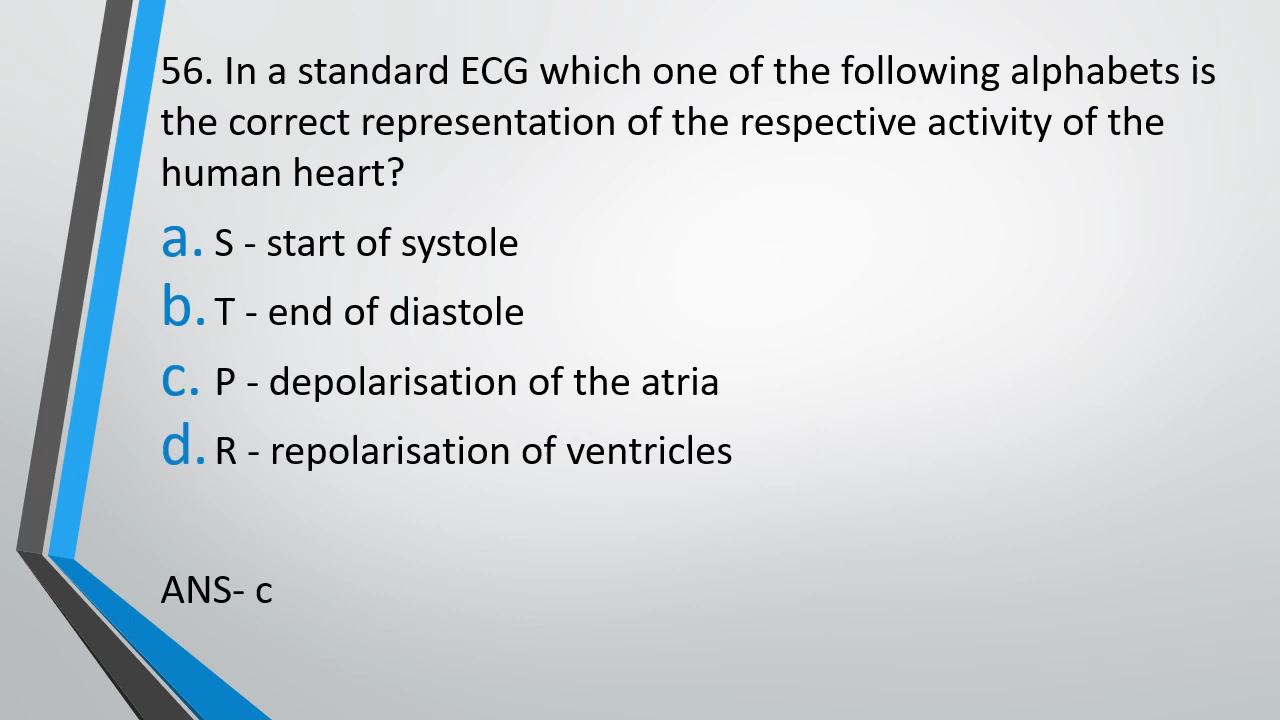 56. In a standard ECG which one of the following alphabets is
the correct representation of the respective activity of the
human heart?
a. S - start of systole
b. T - end of diastole
c. P - depolarisation of the atria
d. R - repolarisation of ventricles
ANS- c